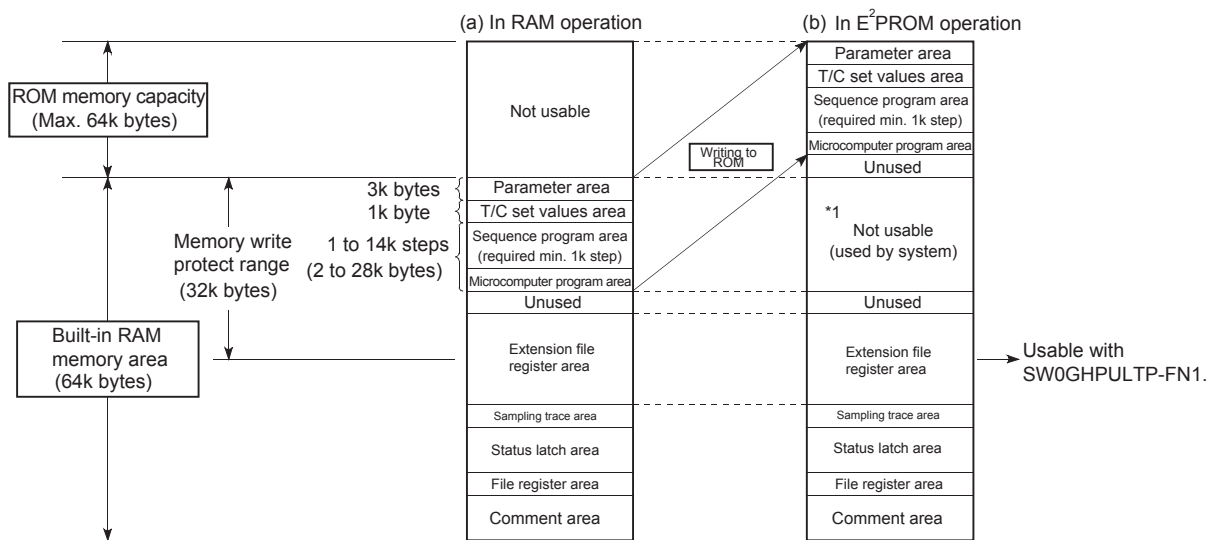 (a) In RAM operation
(b) In E²PROM operation
ROM memory capacity
(Max. 64k bytes)
Built-in RAM
memory area
(64k bytes)
Memory write
protect range
(32k bytes)
3k bytes
1k byte
1 to 14k steps
(2 to 28k bytes)
Not usable
Parameter area
T/C set values area
Sequence program area
(required min. 1k step)
Microcomputer program area
Unused
Extension file
register area
Sampling trace area
Status latch area
File register area
Comment area
Writing to
ROM
Parameter area
T/C set values area
Sequence program area
(required min. 1k step)
Microcomputer program area
Unused
*1
Not usable
(used by system)
Unused
Extension file
register area
Sampling trace area
Status latch area
File register area
Comment area
Usable with
SW0GHPULTP-FN1.